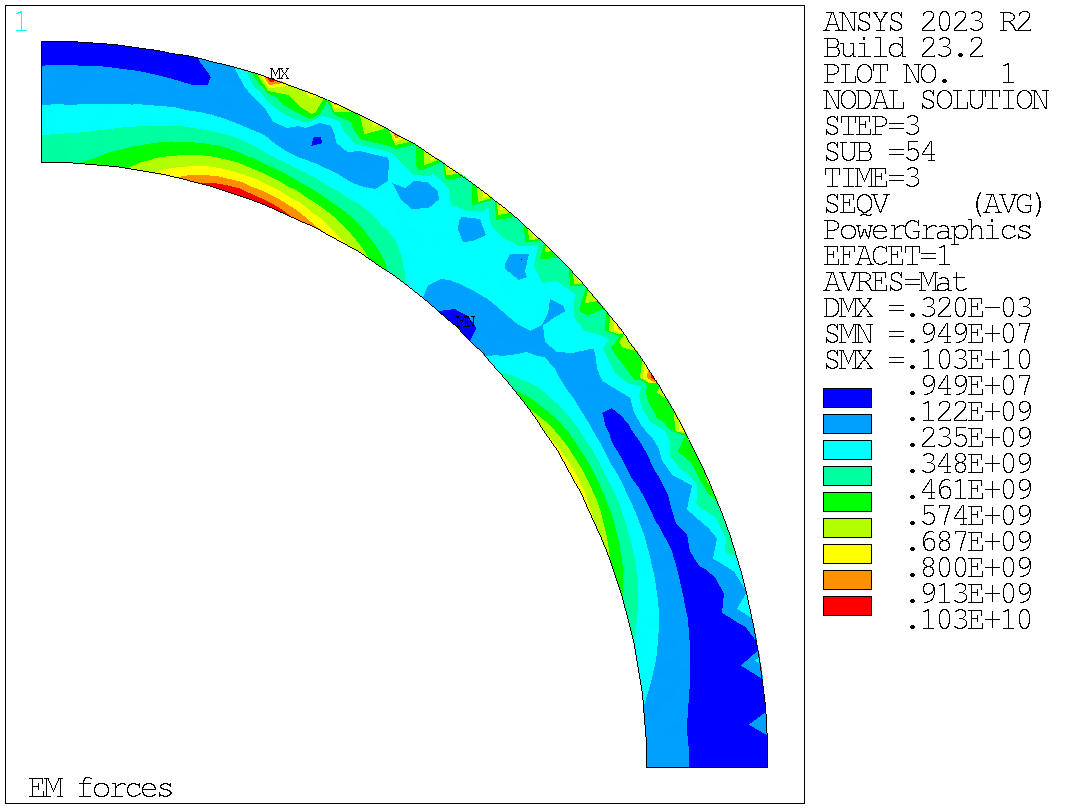 1
MX
MN
EM forces
ANSYS 2023 R2
Build 23.2
PLOT NO. 1
NODAL SOLUTION
STEP=3
SUB =54
TIME=3
SEQV (AVG)
PowerGraphics
EFACET=1
AVRES=Mat
DMX =.320E-03
SMN =.949E+07
SMX =.103E+10
.949E+07
.122E+09
.235E+09
.348E+09
.461E+09
.574E+09
.687E+09
.800E+09
.913E+09
.103E+10